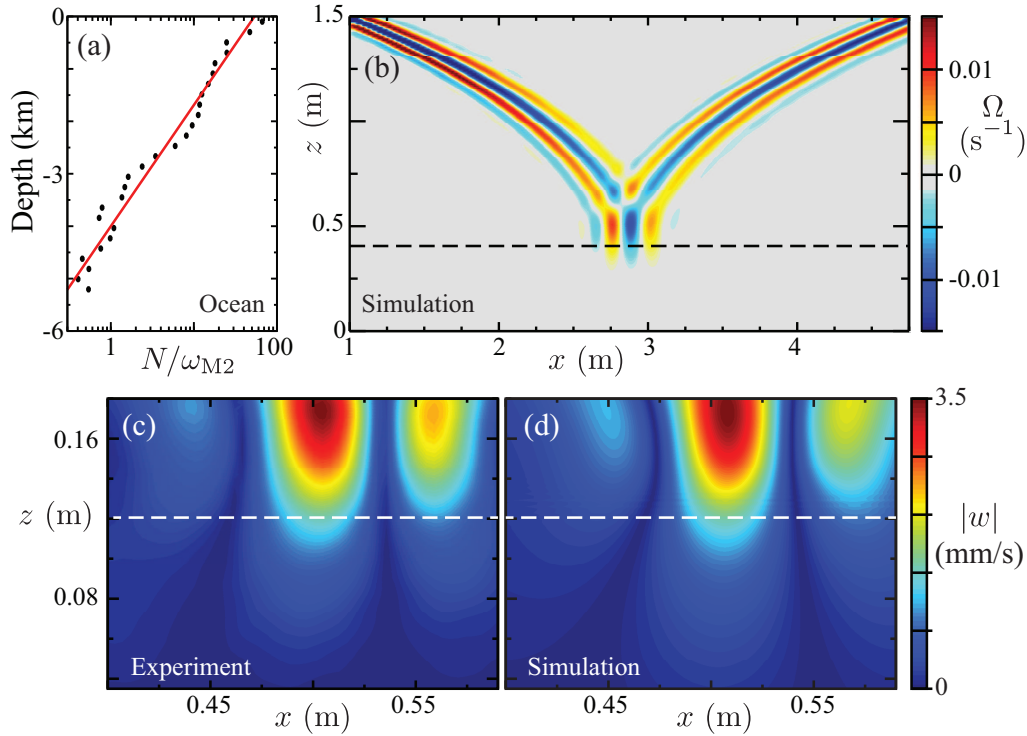 (a)
0
-3
-6
Depth (km)
1
10
100
N/ω_M2
Ocean
(b)
1.5
1
0.5
0
z (m)
1
2
3
4
x (m)
Simulation
0.01
0
-0.01
Ω
(s⁻¹)
(c)
0.16
0.08
z (m)
Experiment
0.45
0.55
x (m)
(d)
Simulation
0.45
0.55
x (m)
3.5
0
|w|
(mm/s)